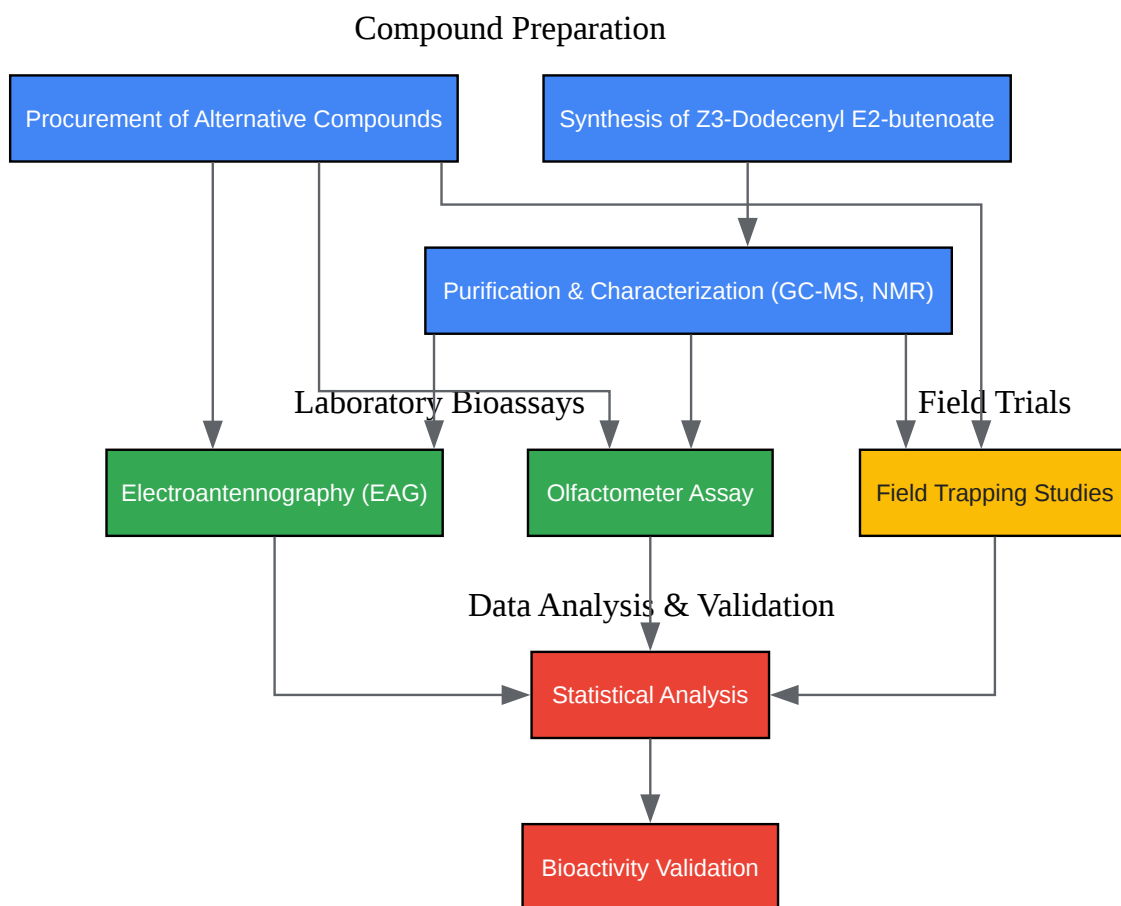 Compound Preparation
Procurement of Alternative Compounds
Synthesis of Z3-Dodecenyl E2-butenoate
Purification & Characterization (GC-MS, NMR)
Laboratory Bioassays
Field Trials
Electroantennography (EAG)
Olfactometer Assay
Field Trapping Studies
Data Analysis & Validation
Statistical Analysis
Bioactivity Validation